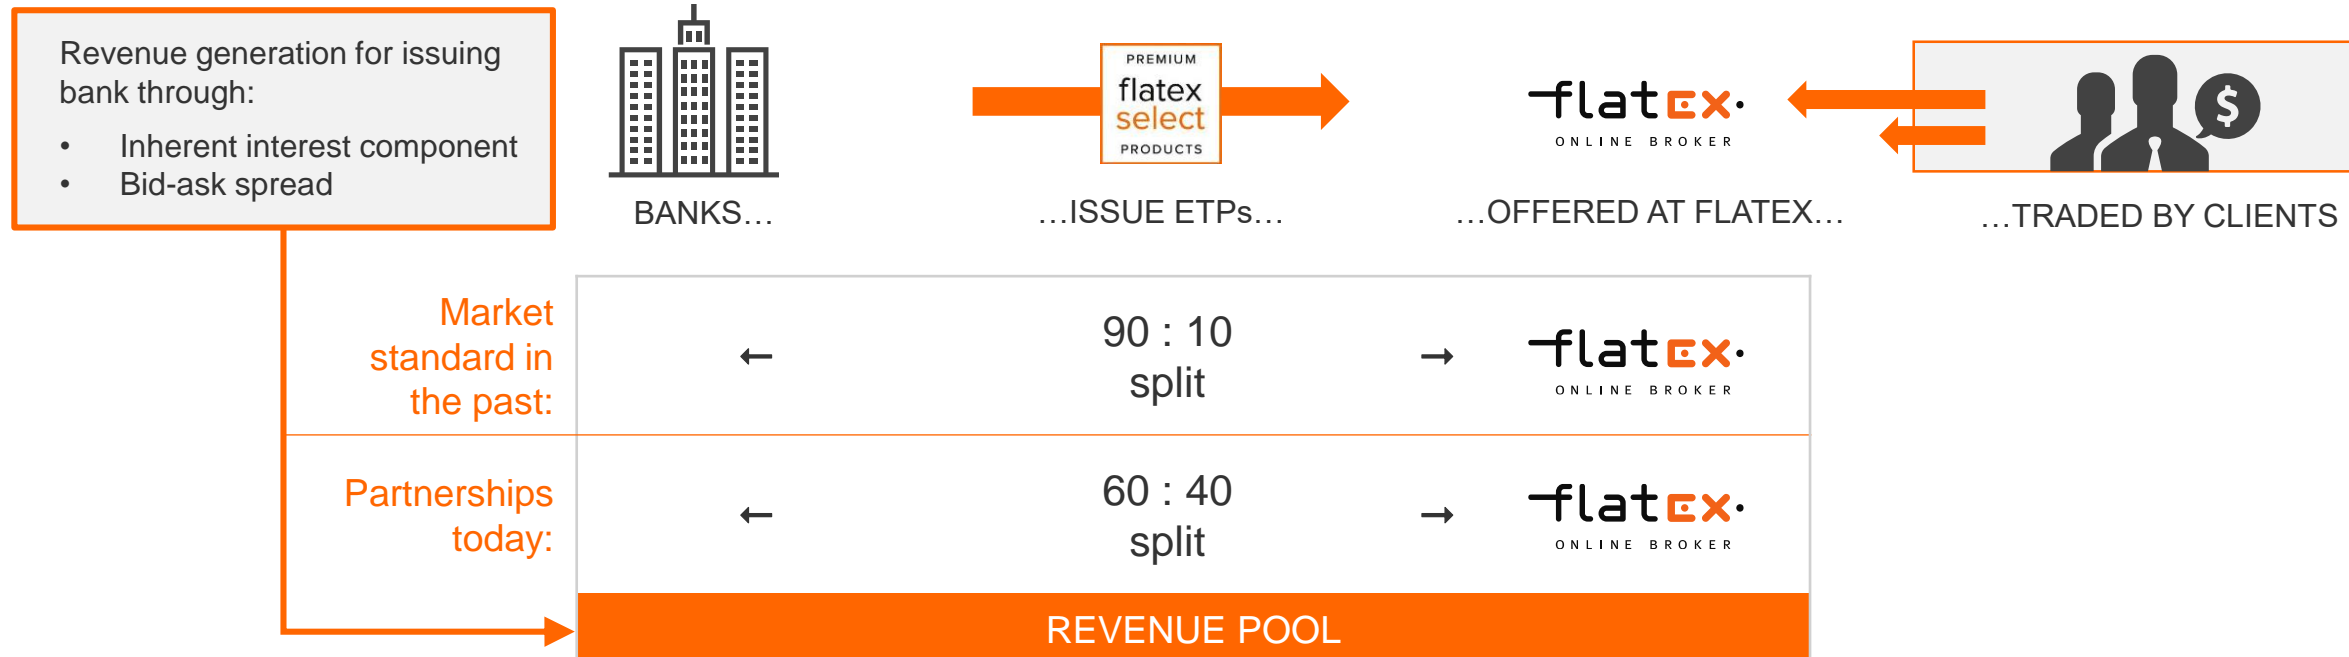 Revenue generation for issuing
bank through:
• Inherent interest component
• Bid-ask spread
PREMIUM
flatex
select
PRODUCTS
flatex
ONLINE BROKER
$
BANKS…
…ISSUE ETPs…
…OFFERED AT FLATEX…
…TRADED BY CLIENTS
Market
standard in
the past:
←
90 : 10
split
→
flatex
ONLINE BROKER
Partnerships
today:
←
60 : 40
split
→
flatex
ONLINE BROKER
REVENUE POOL